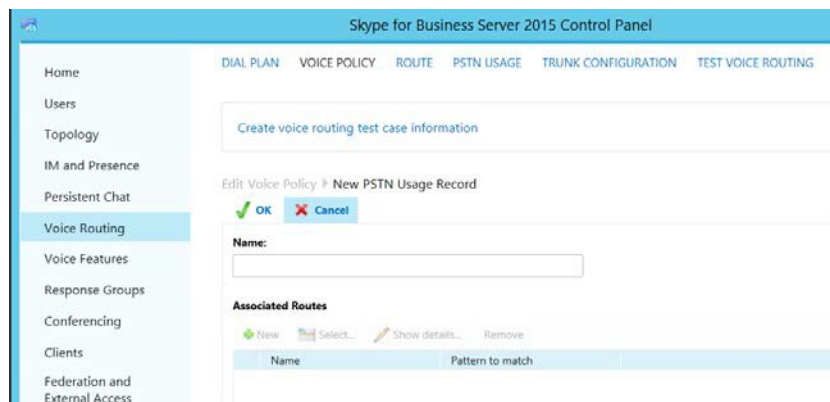 Skype for Business Server 2015 Control Panel
Home
Users
Topology
IM and Presence
Persistent Chat
Voice Routing
Voice Features
Response Groups
Conferencing
Clients
Federation and
External Access
DIAL PLAN VOICE POLICY ROUTE PSTN USAGE TRUNK CONFIGURATION TEST VOICE ROUTING
Create voice routing test case information
Edit Voice Policy New PSTN Usage Record
OK Cancel
Name:
Associated Routes
New Select... Show details... Remove
Name Pattern to match